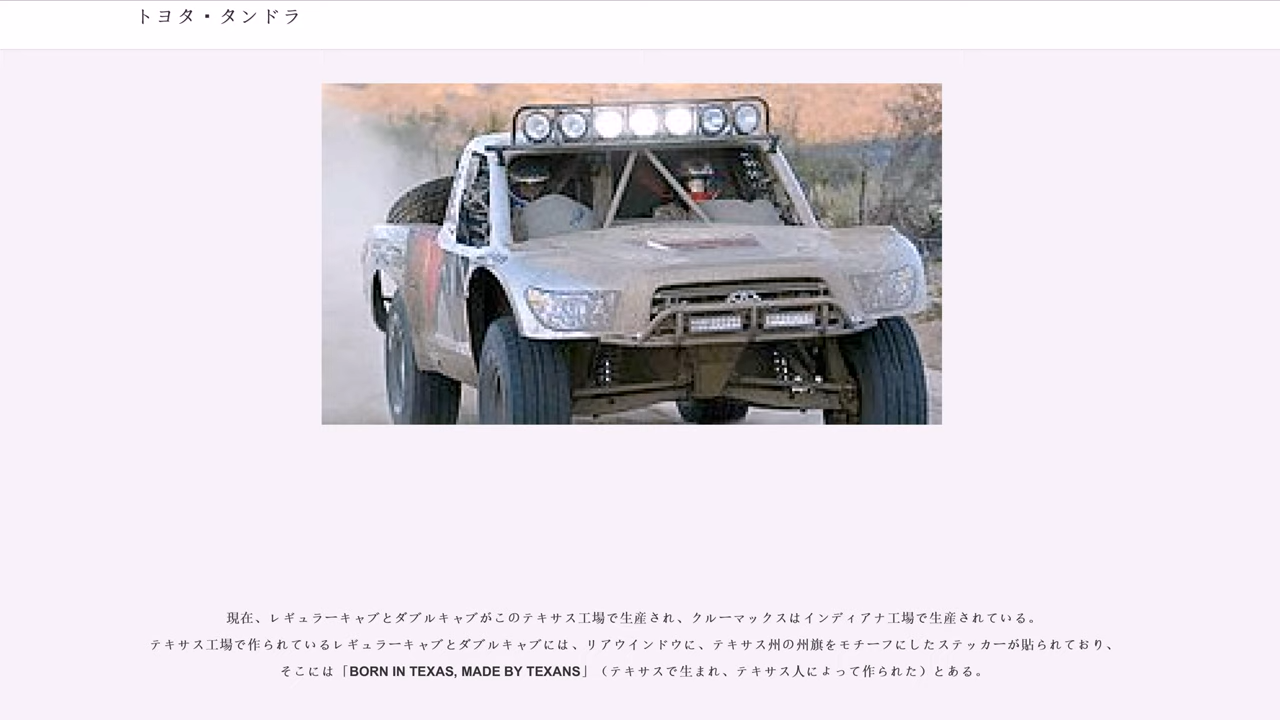 トヨタ・タンドラ
現在、レギュラーキャブとダブルキャブがこのテキサス工場で生産され、クルーマックスはインディアナ工場で生産されている。
テキサス工場で作られているレギュラーキャブとダブルキャブには、リアウインドウに、テキサス州の州旗をモチーフにしたステッカーが貼られており、
そこには「BORN IN TEXAS, MADE BY TEXANS」（テキサスで生まれ、テキサス人によって作られた）とある。